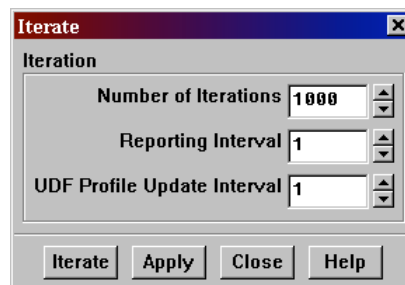 Iterate
Iteration
Number of Iterations 1000
Reporting Interval 1
UDF Profile Update Interval 1
Iterate Apply Close Help